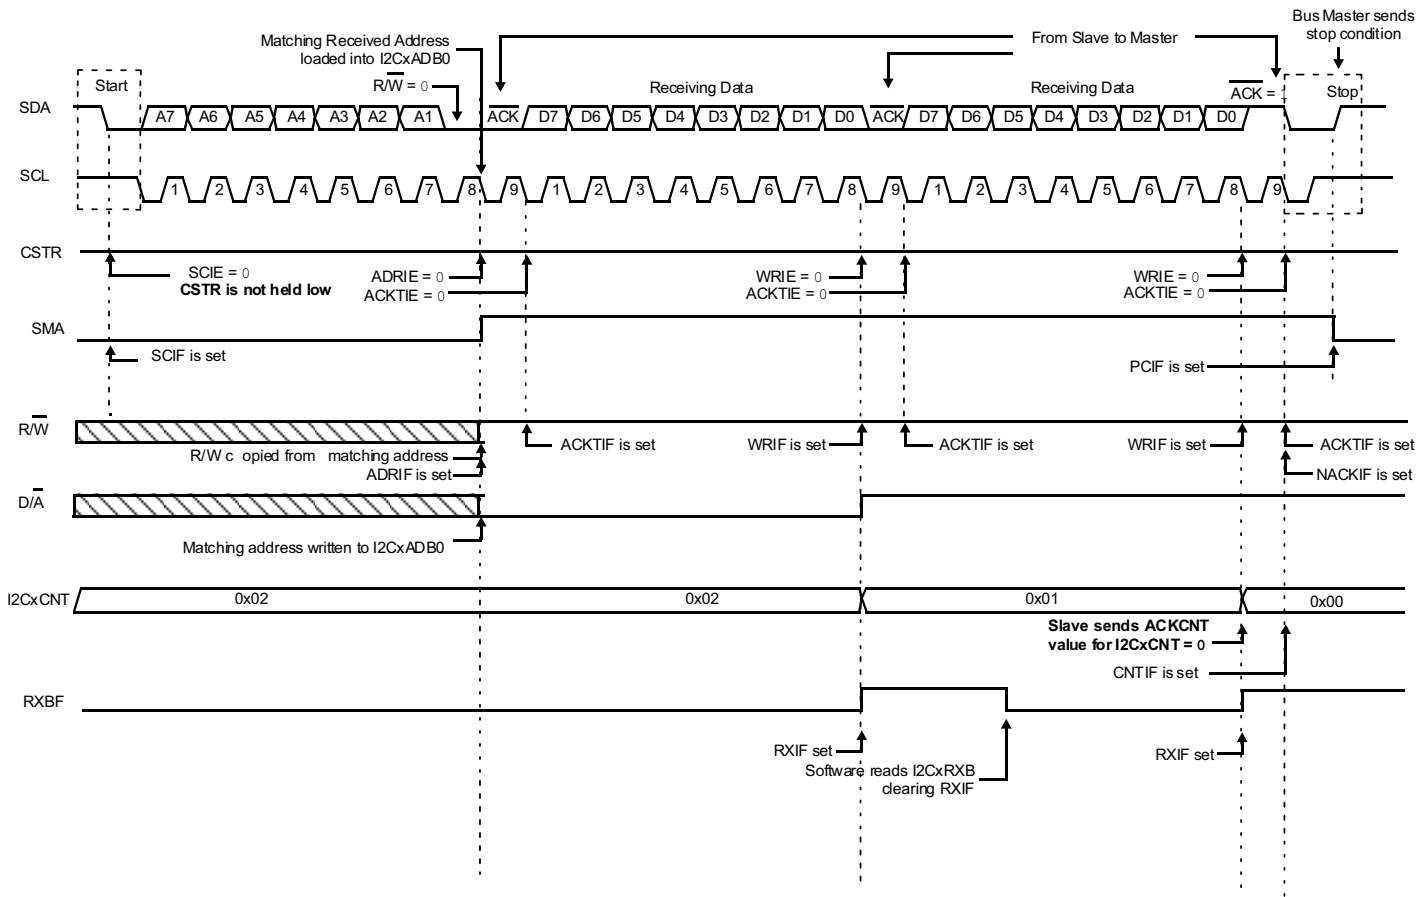 Bus Master sends
stop condition
Matching Received Address
loaded into I2CxADB0
From Slave to Master
R/W = 0
Start
Receiving Data
Receiving Data
ACK =
Stop
SDA
A7 A6 A5 A4 A3 A2 A1 ACK D7 D6 D5 D4 D3 D2 D1 D0 ACK D7 D6 D5 D4 D3 D2 D1 D0
SCL
1 2 3 4 5 6 7 8 9 1 2 3 4 5 6 7 8 9 1 2 3 4 5 6 7 8 9
CSTR
SCIE = 0
CSTR is not held low
ADRIE = 0
ACKTIE = 0
WRIE = 0
ACKTIE = 0
WRIE = 0
ACKTIE = 0
SMA
SCIF is set
PCIF is set
R/W
ACKTIF is set
WRIF is set
ACKTIF is set
WRIF is set
ACKTIF is set
R/W c opied from matching address
ADRIF is set
NACKIF is set
D/A
Matching address written to I2CxADB0
I2CxCNT
0x02
0x02
0x01
0x00
Slave sends ACKCNT
value for I2CxCNT = 0
CNTIF is set
RXBF
RXIF set
RXIF set
Software reads I2CxRXB
clearing RXIF